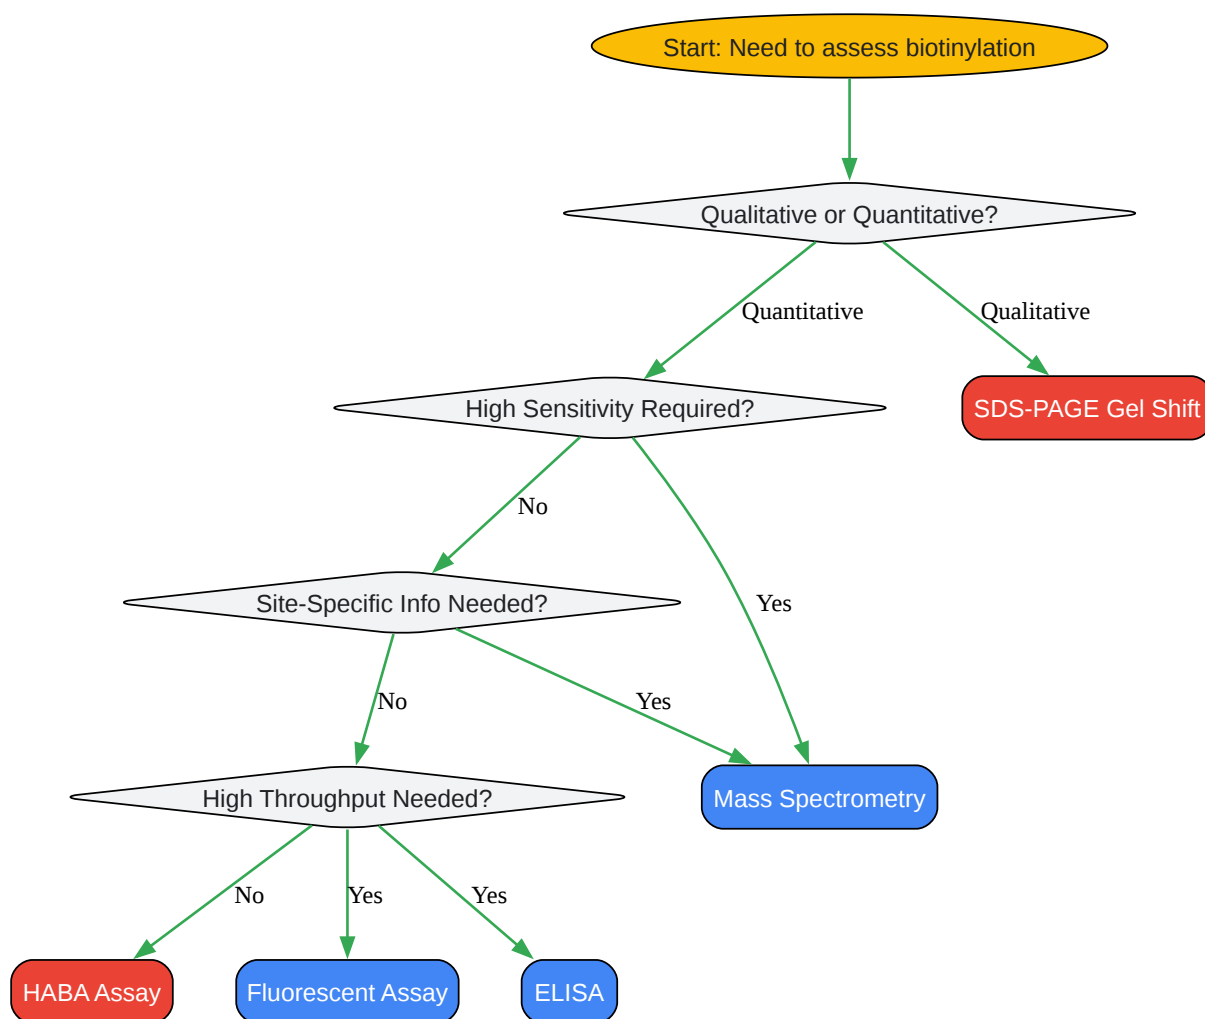 Start: Need to assess biotinylation
Qualitative or Quantitative?
Quantitative
Qualitative
High Sensitivity Required?
SDS-PAGE Gel Shift
No
Site-Specific Info Needed?
Yes
No
Yes
High Throughput Needed?
Mass Spectrometry
No
Yes
Yes
HABA Assay
Fluorescent Assay
ELISA